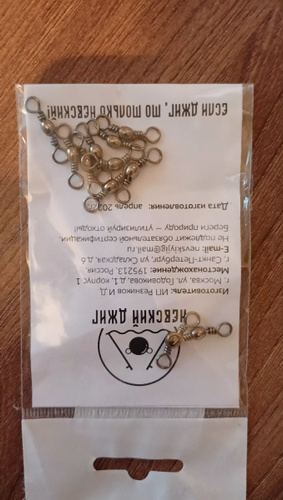 НЕВСКИЙ ДЖИГ
Изготовитель: ИП Резников И.Д.
г. Москва, ул. Годовикова, д.1, корпус 1
Местонахождение: 195213, Россия
г. Санкт-Петербург, ул. Складская, д.6
e-mail: nevskyjig@mail.ru
Не подлежит обязательной сертификации.
Береги природу — утилизируй отходы!
Дата изготовления: апрель
ЕСЛИ ДЖИГ, ТО ТОЛЬКО НЕВСКИЙ!